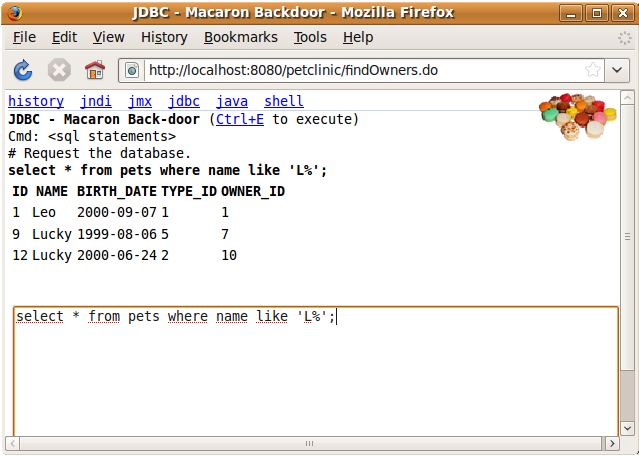 JDBC - Macaron Backdoor - Mozilla Firefox
File Edit View History Bookmarks Tools Help
http://localhost:8080/petclinic/findOwners.do
history jndi jmx jdbc java shell
JDBC - Macaron Back-door (Ctrl+E to execute)
Cmd: <sql statements>
# Request the database.
select * from pets where name like 'L%';
ID NAME BIRTH_DATE TYPE_ID OWNER_ID
1 Leo 2000-09-07 1 1
9 Lucky 1999-08-06 5 7
12 Lucky 2000-06-24 2 10
select * from pets where name like 'L%';